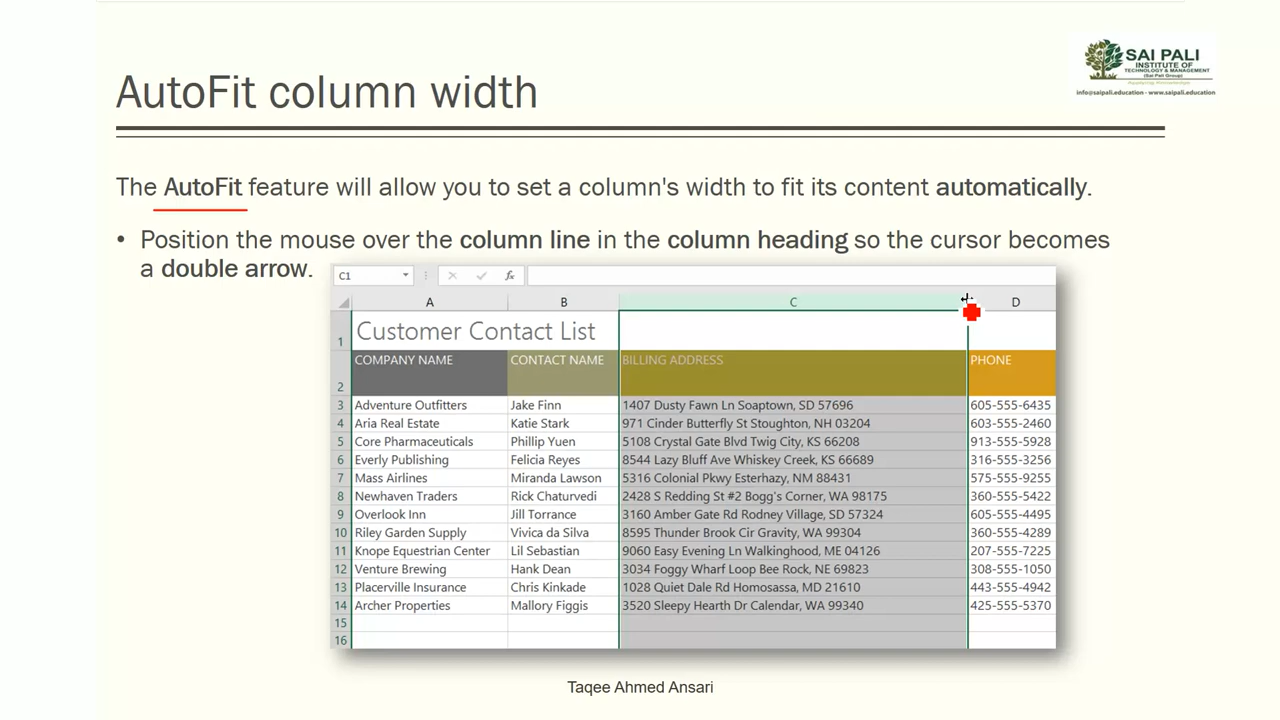 SAI PALI
INSTITUTE OF
TECHNOLOGY & MANAGEMENT
(Sai Pali Group)
info@saipali.education - www.saipali.education
AutoFit column width
The AutoFit feature will allow you to set a column's width to fit its content automatically.
• Position the mouse over the column line in the column heading so the cursor becomes
a double arrow.
C1 fx
A B C D
1 Customer Contact List
2 COMPANY NAME CONTACT NAME BILLING ADDRESS PHONE
3 Adventure Outfitters Jake Finn 1407 Dusty Fawn Ln Soaptown, SD 57696 605-555-6435
4 Aria Real Estate Katie Stark 971 Cinder Butterfly St Stoughton, NH 03204 603-555-2460
5 Core Pharmaceuticals Phillip Yuen 5108 Crystal Gate Blvd Twig City, KS 66208 913-555-5928
6 Everly Publishing Felicia Reyes 8544 Lazy Bluff Ave Whiskey Creek, KS 66689 316-555-3256
7 Mass Airlines Miranda Lawson 5316 Colonial Pkwy Esterhazy, NM 88431 575-555-9255
8 Newhaven Traders Rick Chaturvedi 2428 S Redding St #2 Bogg's Corner, WA 98175 360-555-5422
9 Overlook Inn Jill Torrance 3160 Amber Gate Rd Rodney Village, SD 57324 605-555-4495
10 Riley Garden Supply Vivica da Silva 8595 Thunder Brook Cir Gravity, WA 99304 360-555-4289
11 Knope Equestrian Center Lil Sebastian 9060 Easy Evening Ln Walkinghood, ME 04126 207-555-7225
12 Venture Brewing Hank Dean 3034 Foggy Wharf Loop Bee Rock, NE 69823 308-555-1050
13 Placerville Insurance Chris Kinkade 1028 Quiet Dale Rd Homosassa, MD 21610 443-555-4942
14 Archer Properties Mallory Figgis 3520 Sleepy Hearth Dr Calendar, WA 99340 425-555-5370
15
16
Taqee Ahmed Ansari